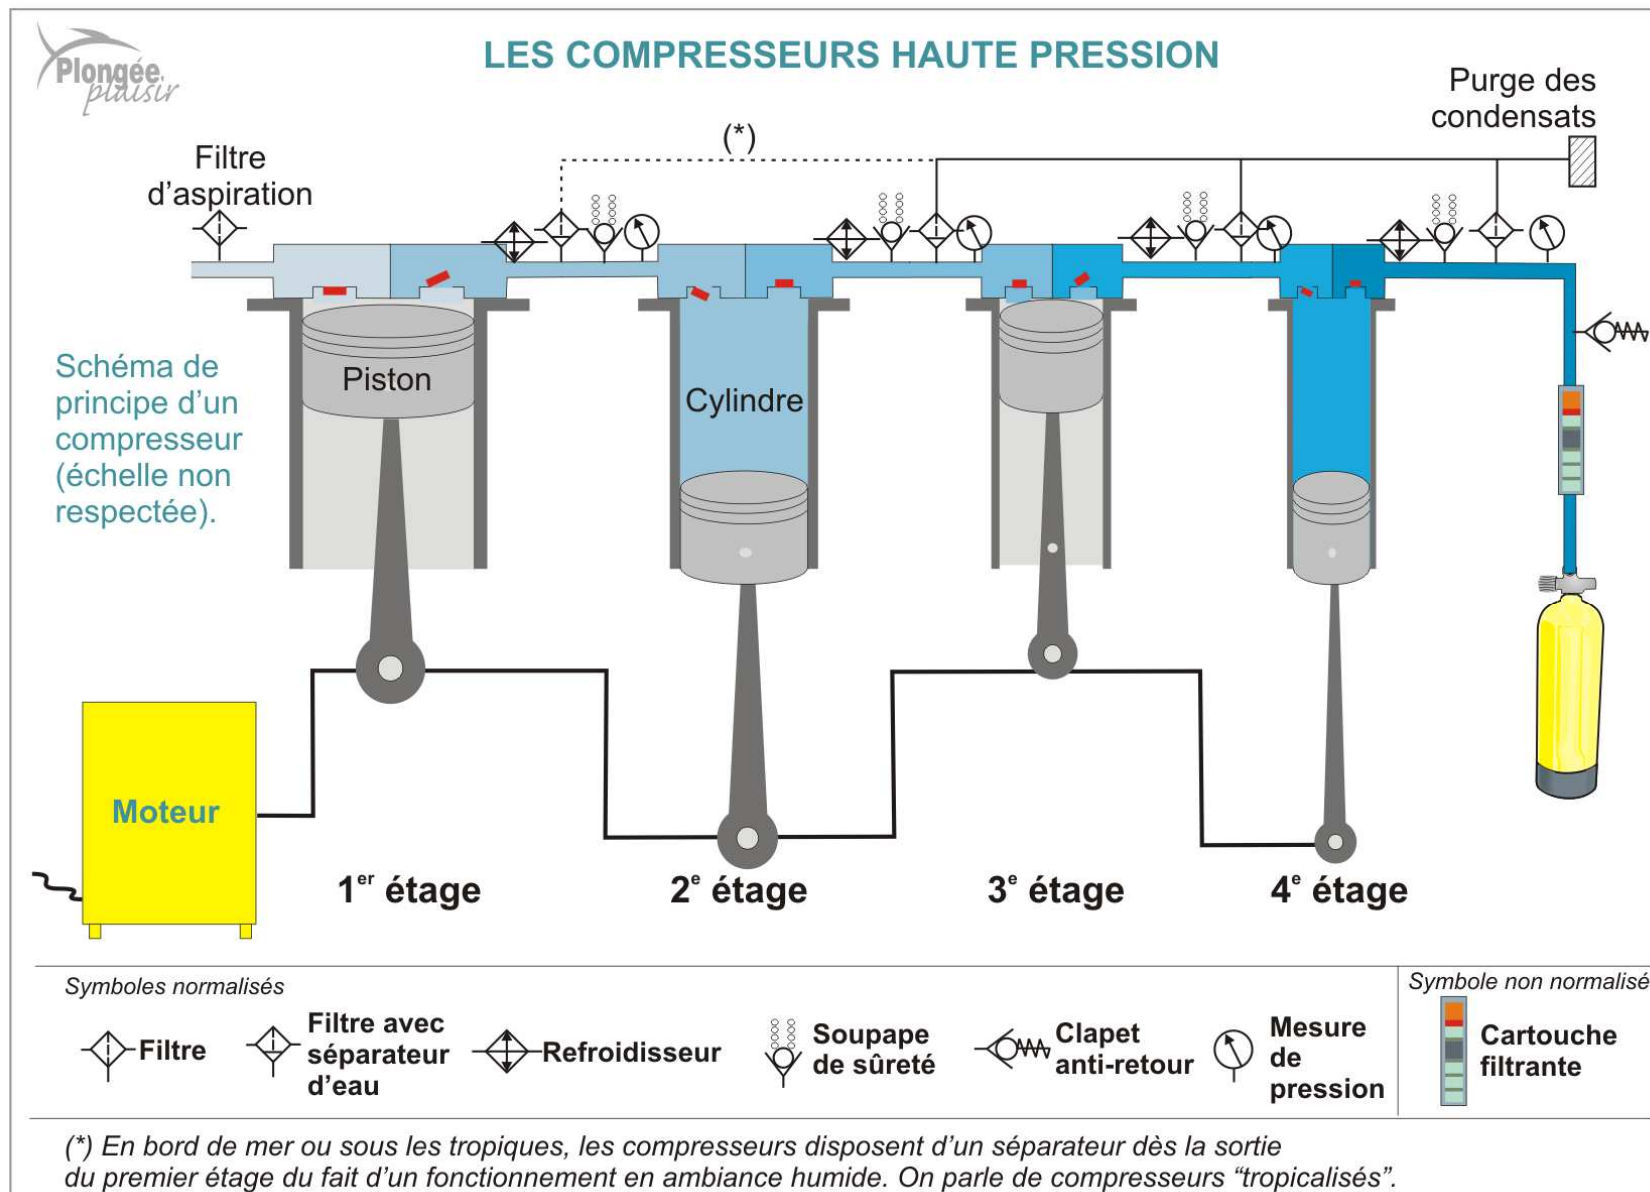 Plongée
plaisir
LES COMPRESSEURS HAUTE PRESSION
Purge des
condensats
(*)
Filtre
d’aspiration
Schéma de
principe d’un
compresseur
(échelle non
respectée).
Piston
Cylindre
Moteur
1er étage
2e étage
3e étage
4e étage
Symboles normalisés
Filtre
Filtre avec
séparateur
d’eau
Refroidisseur
Soupape
de sûreté
Clapet
anti-retour
Mesure
de
pression
Symbole non normalisé
Cartouche
filtrante
(*) En bord de mer ou sous les tropiques, les compresseurs disposent d’un séparateur dès la sortie
du premier étage du fait d’un fonctionnement en ambiance humide. On parle de compresseurs “tropicalisés”.